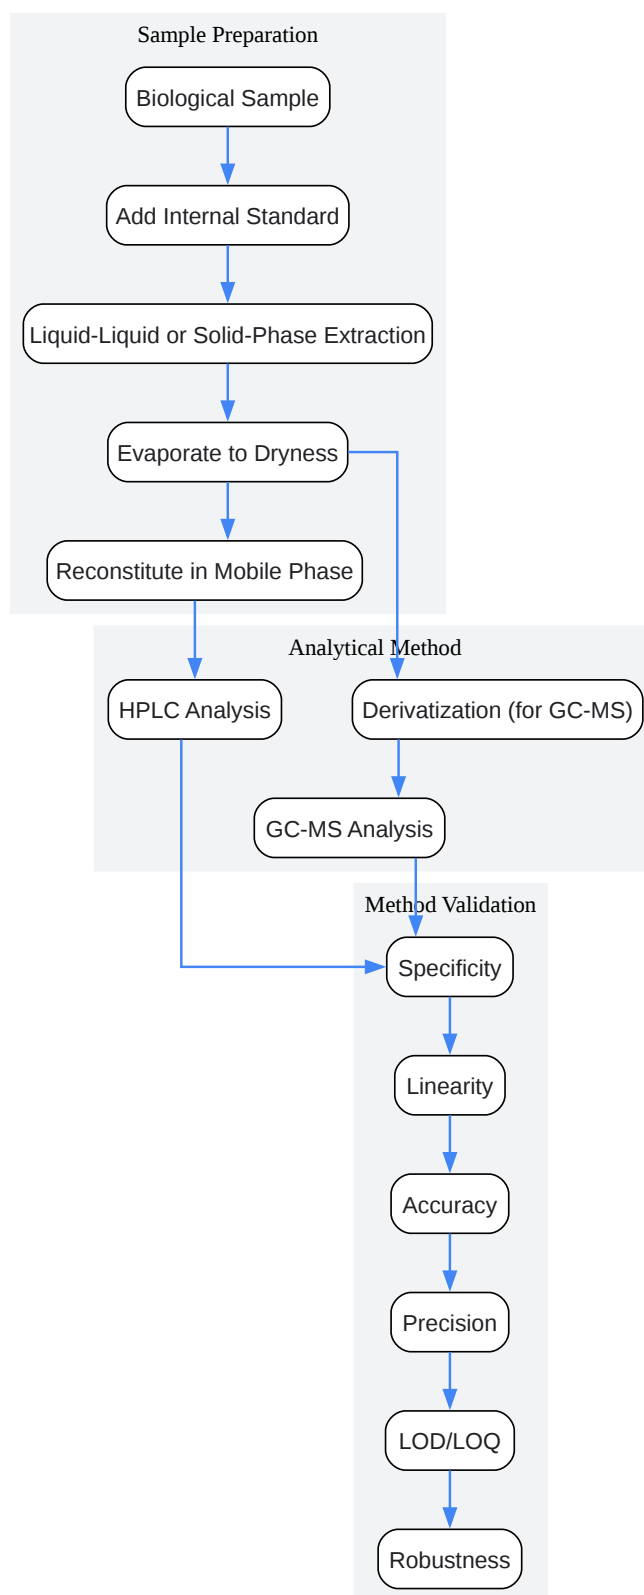 Sample Preparation
Biological Sample
Add Internal Standard
Liquid-Liquid or Solid-Phase Extraction
Evaporate to Dryness
Reconstitute in Mobile Phase
Analytical Method
HPLC Analysis
Derivatization (for GC-MS)
GC-MS Analysis
Method Validation
Specificity
Linearity
Accuracy
Precision
LOD/LOQ
Robustness